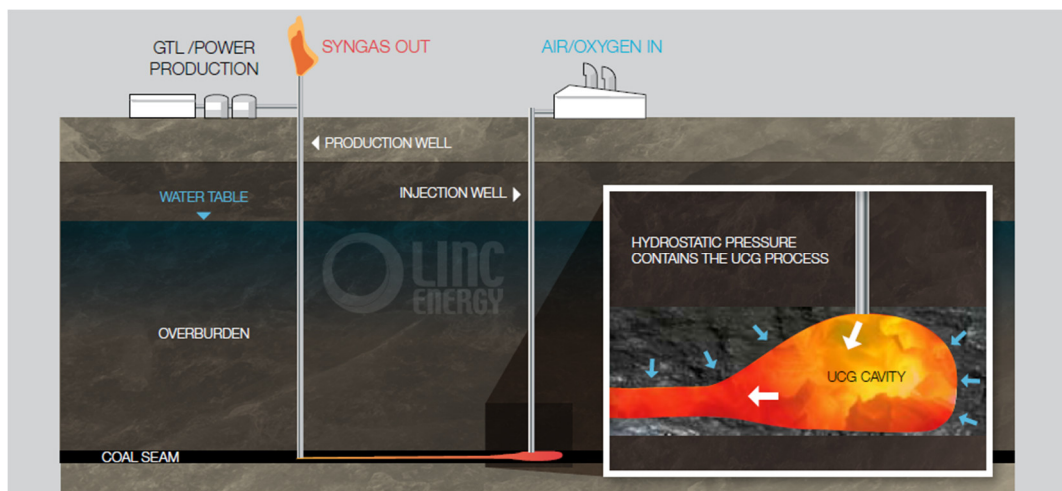 GTL /POWER
PRODUCTION
SYNGAS OUT
AIR/OXYGEN IN
PRODUCTION WELL
INJECTION WELL
WATER TABLE
LINC
ENERGY
HYDROSTATIC PRESSURE
CONTAINS THE UCG PROCESS
OVERBURDEN
UCG CAVITY
COAL SEAM